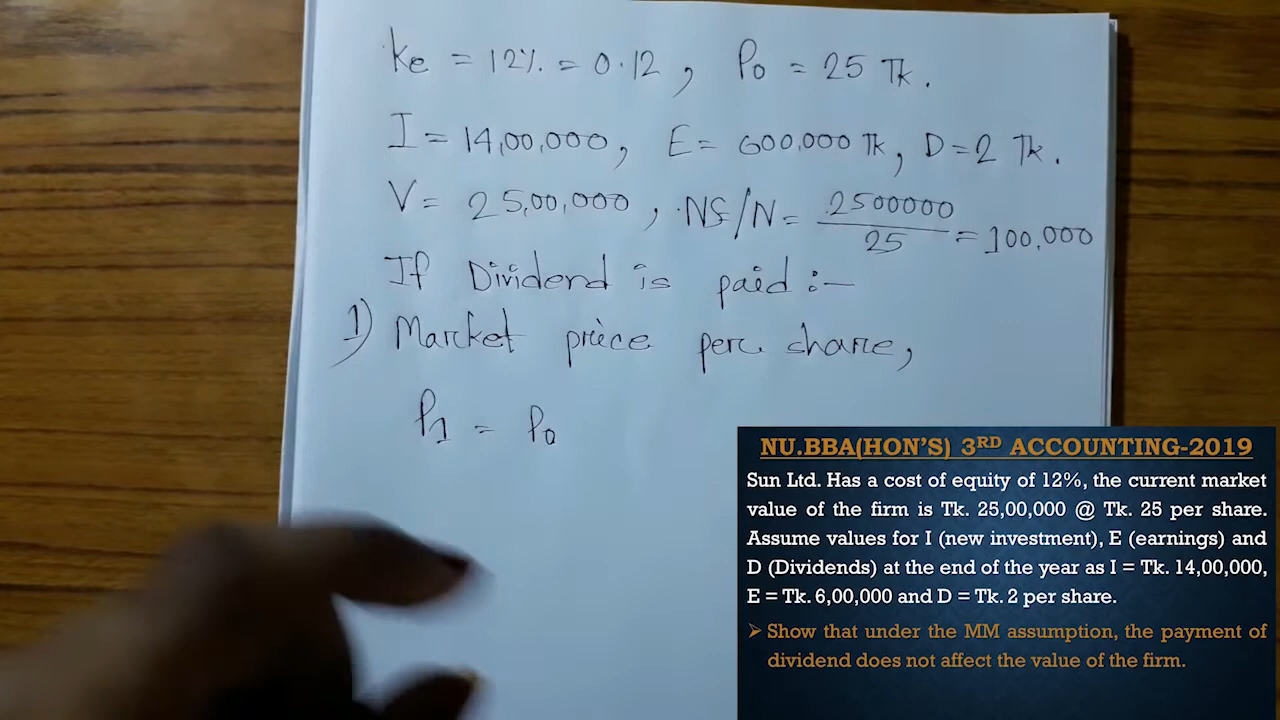 ke = 12% = 0.12, P0 = 25 Tk.
I = 14,00,000, E = 600,000 Tk, D = 2 Tk.
V = 25,00,000, NS/N = 2500000/25 = 100,000
If Dividend is paid :-
1) Market price per share,
P1 = P0
NU.BBA(HON'S) 3RD ACCOUNTING-2019
Sun Ltd. Has a cost of equity of 12%, the current market
value of the firm is Tk. 25,00,000 @ Tk. 25 per share.
Assume values for I (new investment), E (earnings) and
D (Dividends) at the end of the year as I = Tk. 14,00,000,
E = Tk. 6,00,000 and D = Tk. 2 per share.
➢ Show that under the MM assumption, the payment of
dividend does not affect the value of the firm.